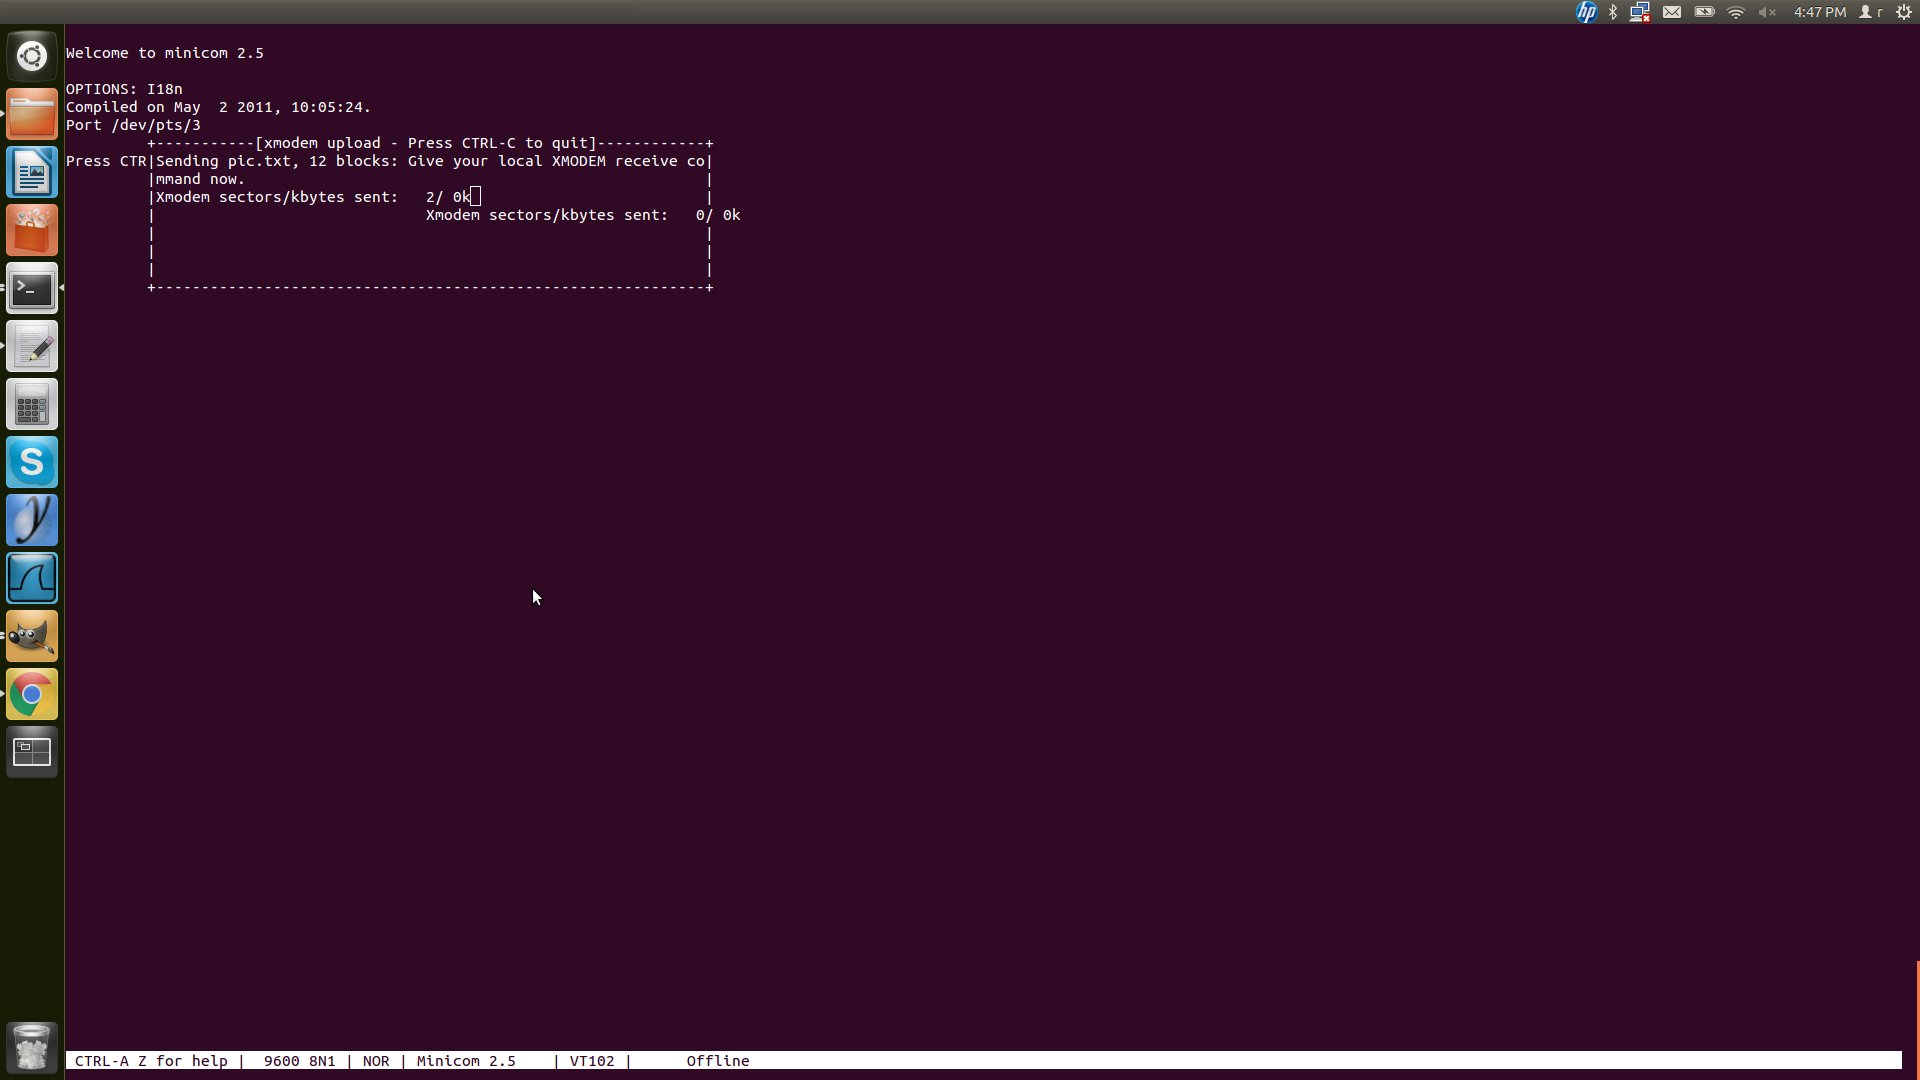 4:47 PM r
Welcome to minicom 2.5
OPTIONS: I18n
Compiled on May  2 2011, 10:05:24.
Port /dev/pts/3
+-----------[xmodem upload - Press CTRL-C to quit]------------+
Press CTR|Sending pic.txt, 12 blocks: Give your local XMODEM receive co|
|mmand now.                                                   |
|Xmodem sectors/kbytes sent:   2/ 0k                          |
|                              Xmodem sectors/kbytes sent:   0/ 0k
|                                                             |
|                                                             |
|                                                             |
+-------------------------------------------------------------+
CTRL-A Z for help |  9600 8N1 | NOR | Minicom 2.5    | VT102 |      Offline